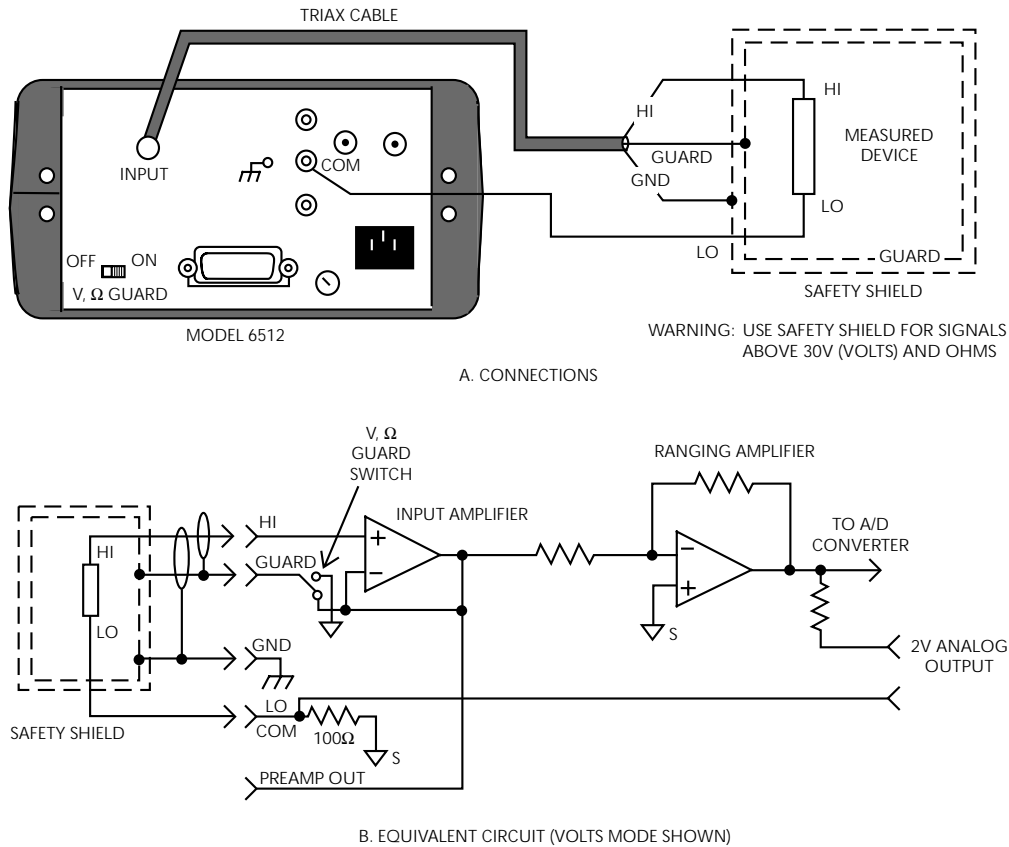 TRIAX CABLE
HI
HI
MEASURED
DEVICE
GUARD
INPUT
COM
GND
LO
LO
GUARD
OFF
ON
V, Ω GUARD
SAFETY SHIELD
MODEL 6512
WARNING: USE SAFETY SHIELD FOR SIGNALS
ABOVE 30V (VOLTS) AND OHMS
A. CONNECTIONS
V, Ω
GUARD
SWITCH
RANGING AMPLIFIER
INPUT AMPLIFIER
HI
TO A/D
CONVERTER
HI
GUARD
+
−
−
+
LO
S
GND
2V ANALOG
OUTPUT
LO
COM
100Ω
S
SAFETY SHIELD
PREAMP OUT
B. EQUIVALENT CIRCUIT (VOLTS MODE SHOWN)